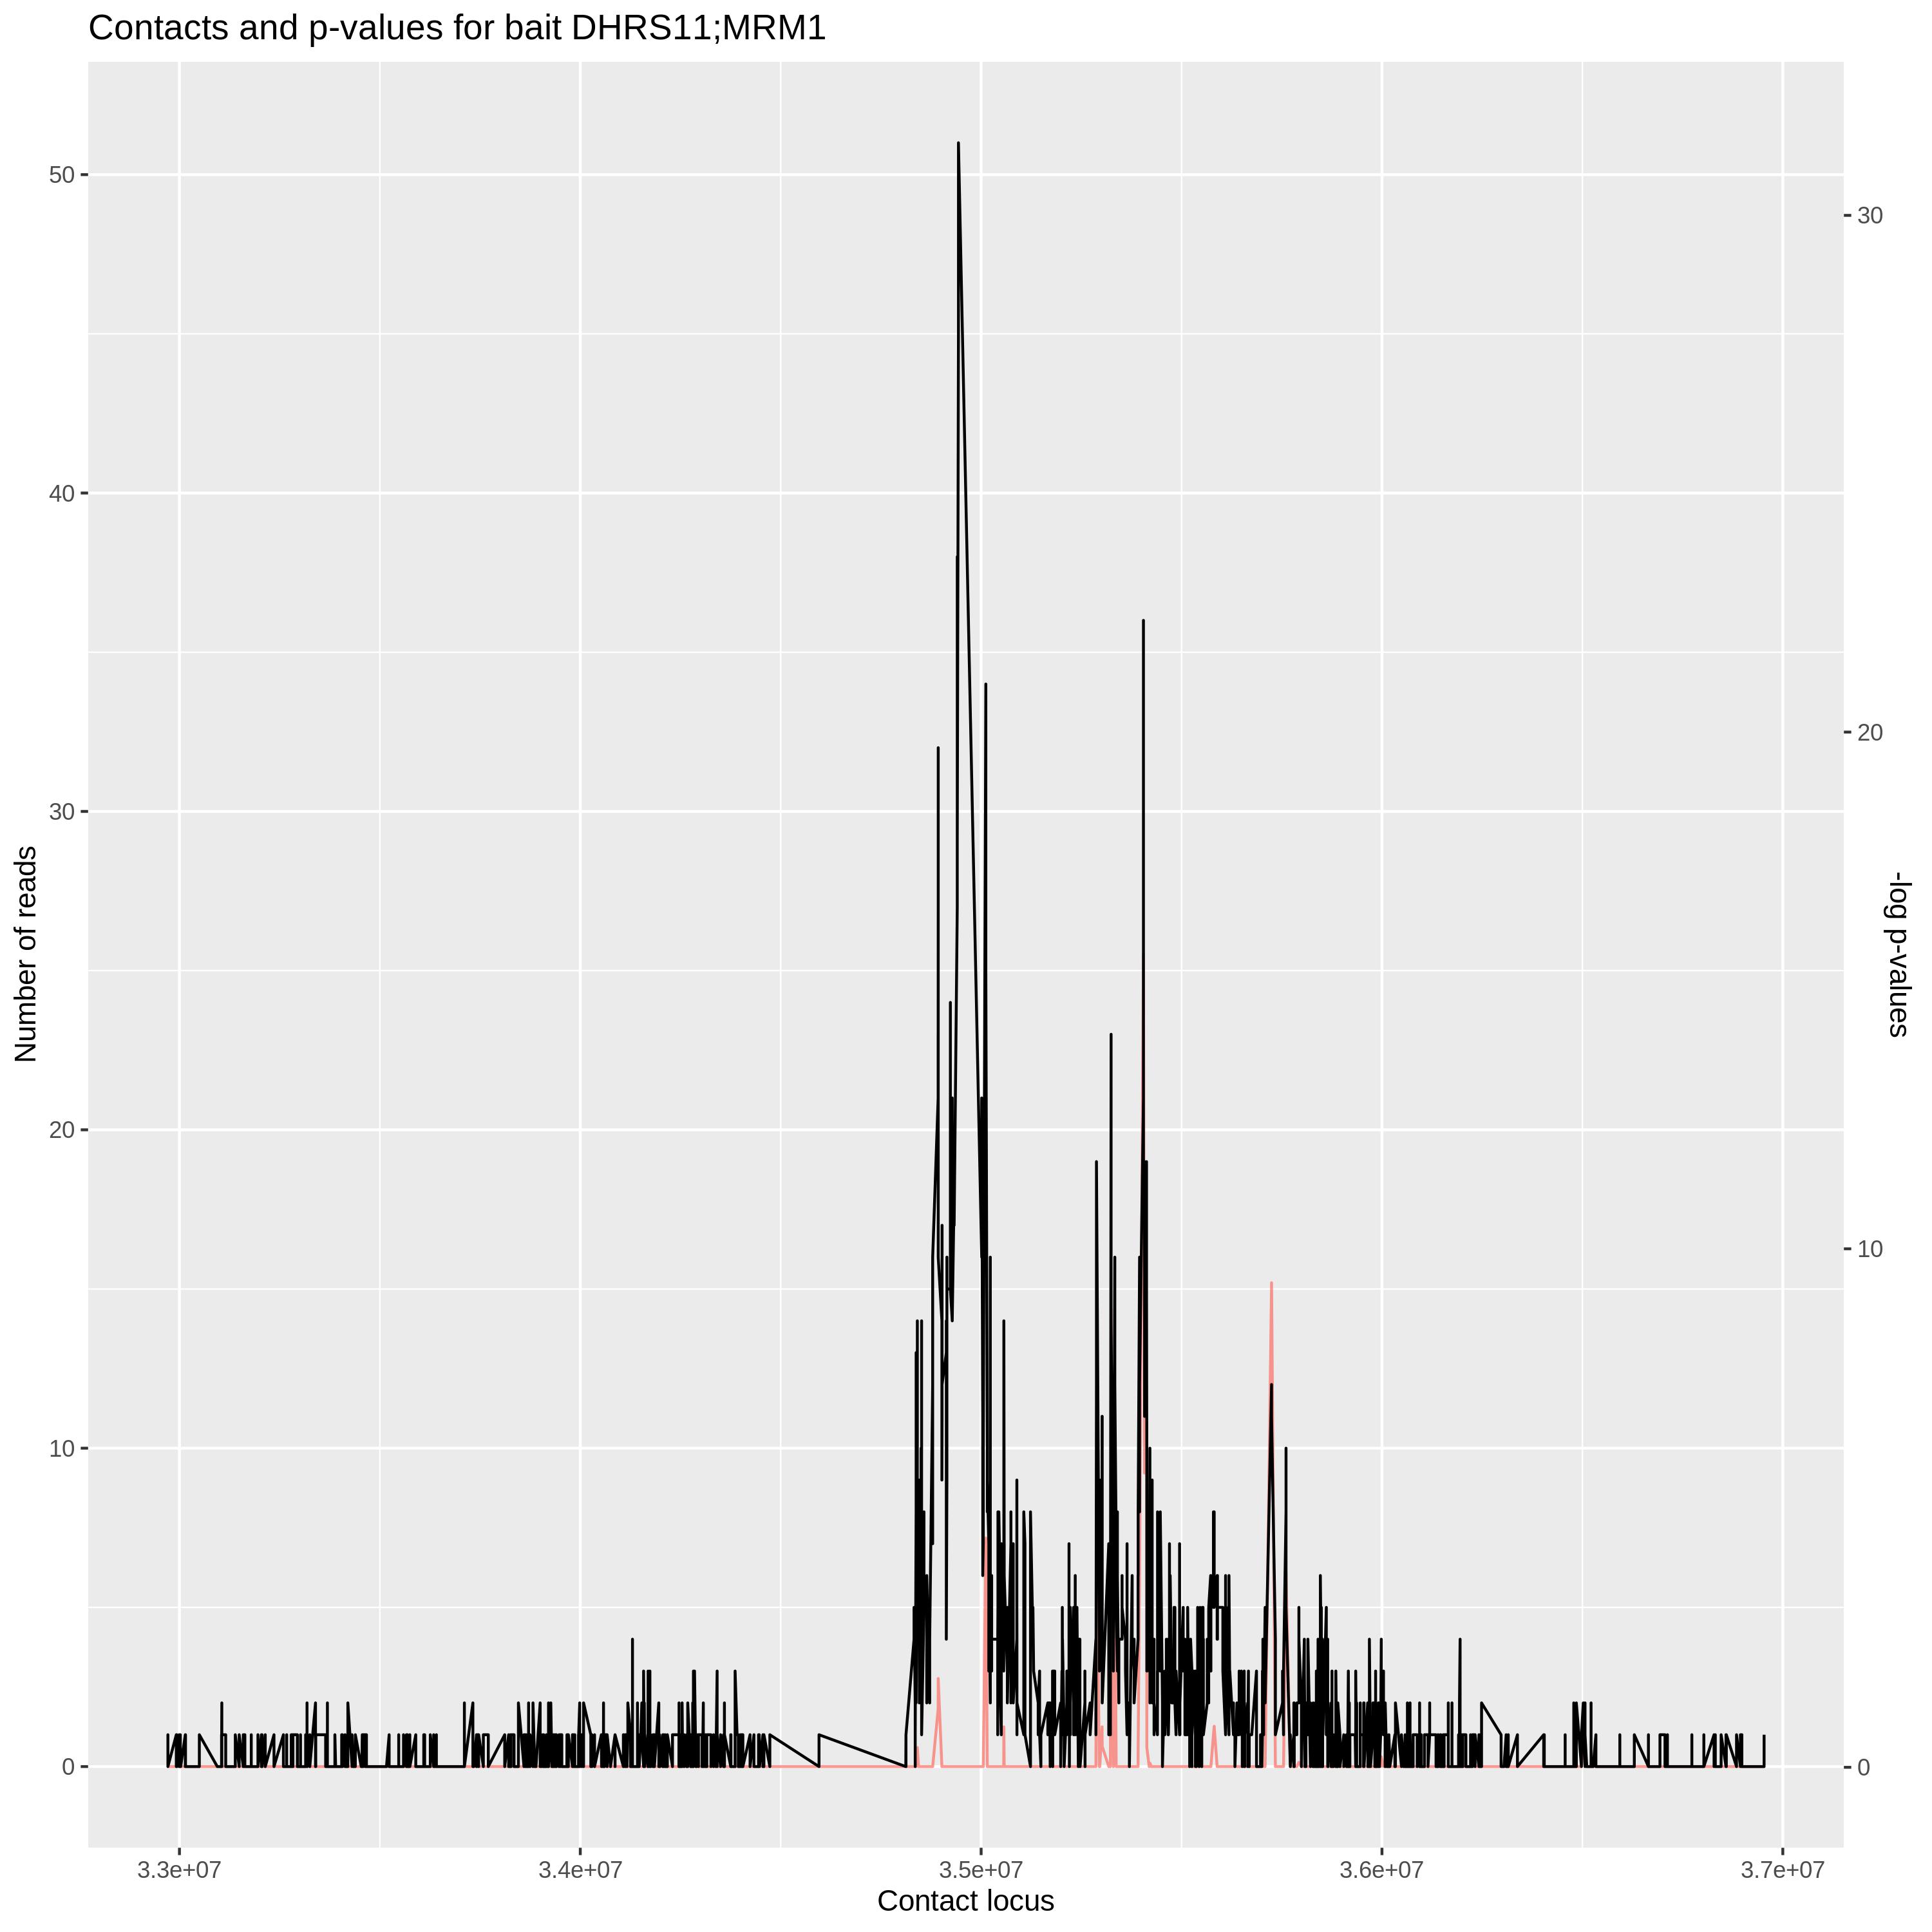 Contacts and p-values for bait DHRS11;MRM1
50
40
30
20
10
0
Number of reads
30
20
10
0
-log p-values
3.3e+07
3.4e+07
3.5e+07
3.6e+07
3.7e+07
Contact locus